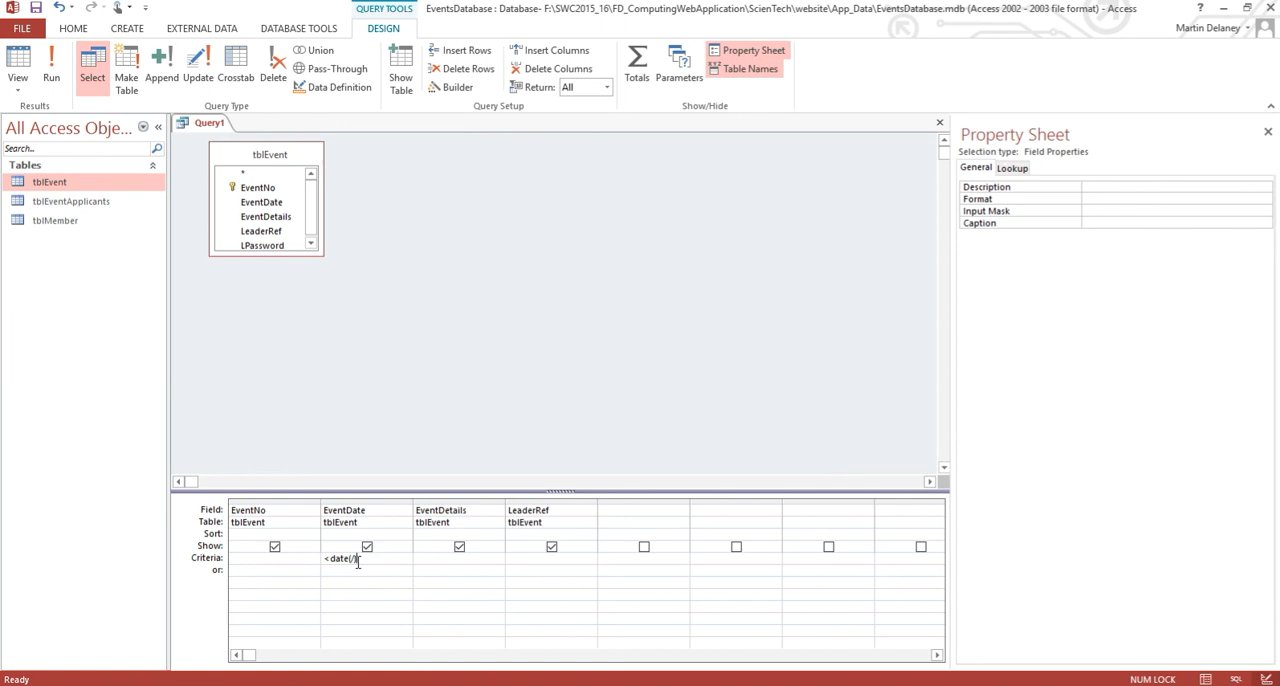 QUERY TOOLS
EventsDatabase : Database- F:\SWC2015_16\FD_ComputingWebApplication\ScienTech\website\App_Data\EventsDatabase.mdb (Access 2002 - 2003 file format) - Access
FILE HOME CREATE EXTERNAL DATA DATABASE TOOLS DESIGN Martin Delaney
View Run Select Make Table Append Update Crosstab Delete
Union
Pass-Through
Data Definition
Show Table
Insert Rows
Delete Rows
Builder
Insert Columns
Delete Columns
Return: All
Totals Parameters
Property Sheet
Table Names
Results Query Type Query Setup Show/Hide
All Access Obje...
Search...
Tables
tblEvent
tblEventApplicants
tblMember
Query1
tblEvent
*
EventNo
EventDate
EventDetails
LeaderRef
LPassword
Property Sheet
Selection type: Field Properties
General Lookup
Description
Format
Input Mask
Caption
Field: EventNo EventDate EventDetails LeaderRef
Table: tblEvent tblEvent tblEvent tblEvent
Sort:
Show:
Criteria: <date(/)
or:
Ready NUM LOCK SQL